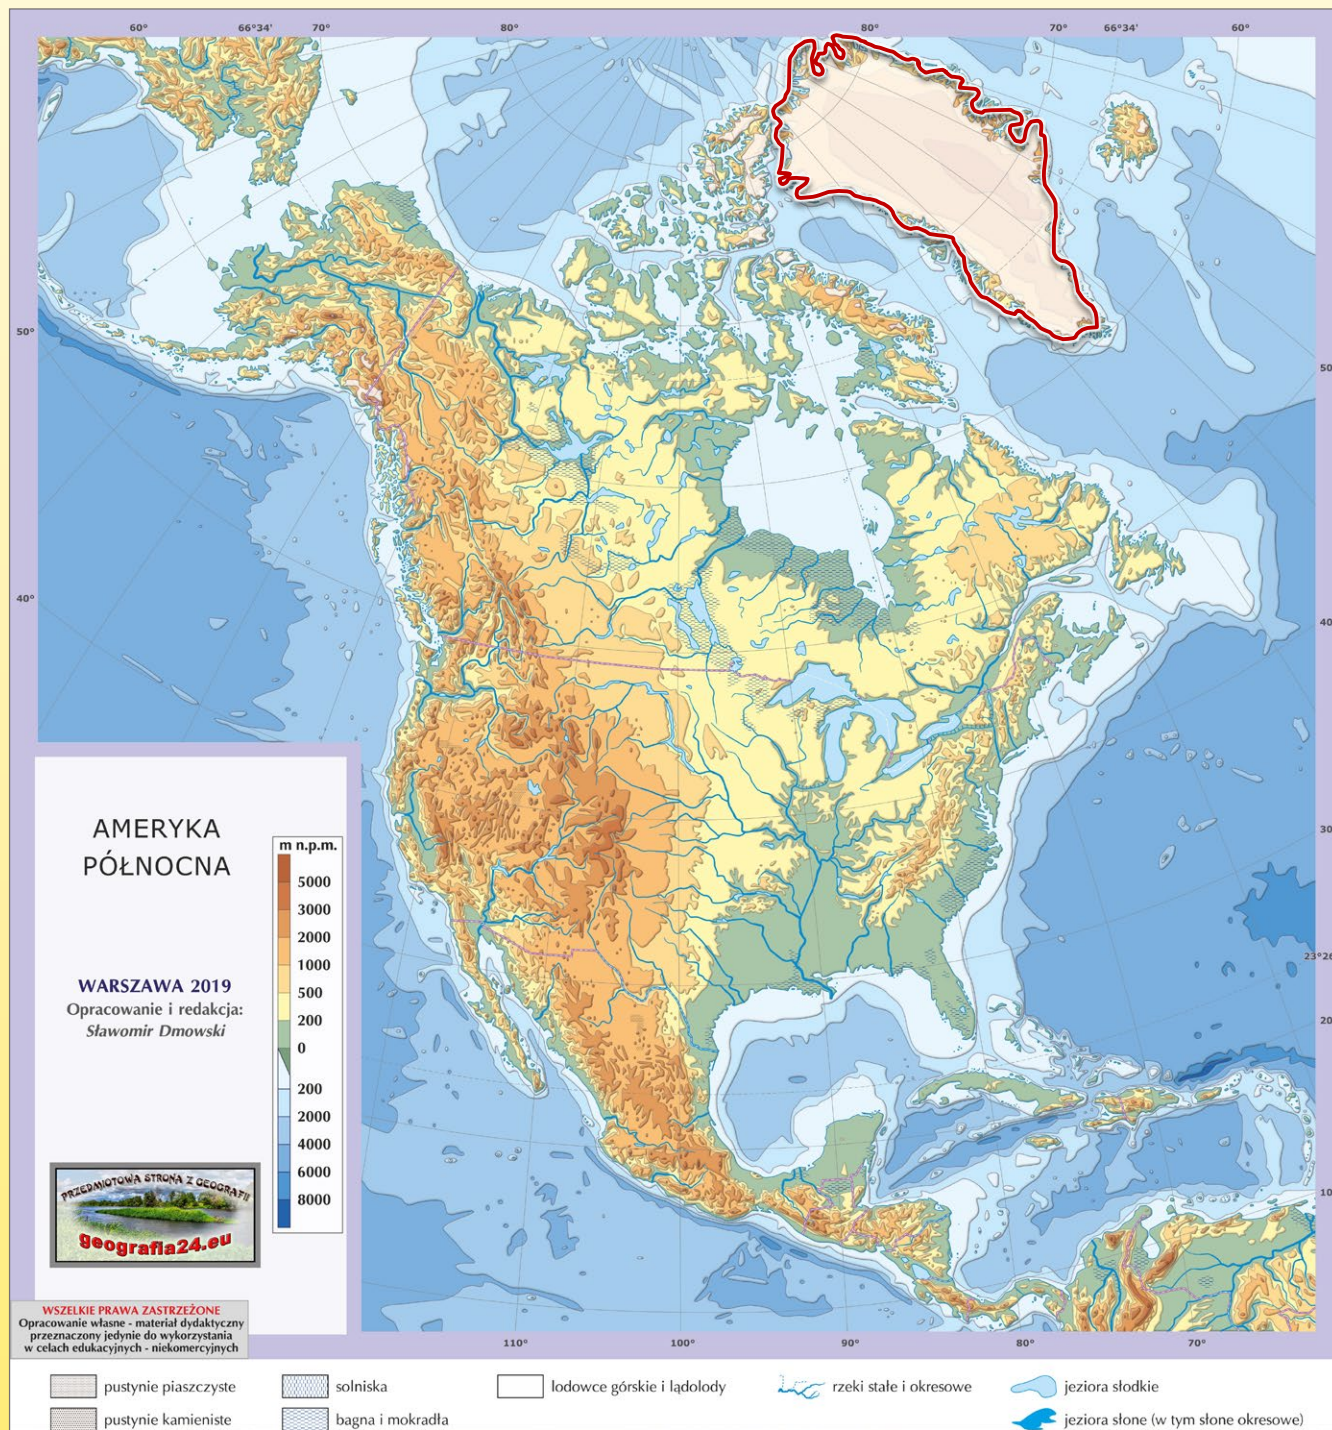 60° 66°34' 70° 80° 80° 70° 66°34' 60°
50°
50
40°
40
30
23°26
20
10
AMERYKA
PÓŁNOCNA
WARSZAWA 2019
Opracowanie i redakcja:
Sławomir Dmowski
m n.p.m.
5000
3000
2000
1000
500
200
0
200
2000
4000
6000
8000
PRZEDMIOTOWA STRONA Z GEOGRAFII
geografia24.eu
WSZELKIE PRAWA ZASTRZEŻONE
Opracowanie własne - materiał dydaktyczny
przeznaczony jedynie do wykorzystania
w celach edukacyjnych - niekomercyjnych
110° 100° 90° 80° 70°
pustynie piaszczyste
solniska
lodowce górskie i lądolody
rzeki stałe i okresowe
jeziora słodkie
pustynie kamieniste
bagna i mokradła
jeziora słone (w tym słone okresowe)